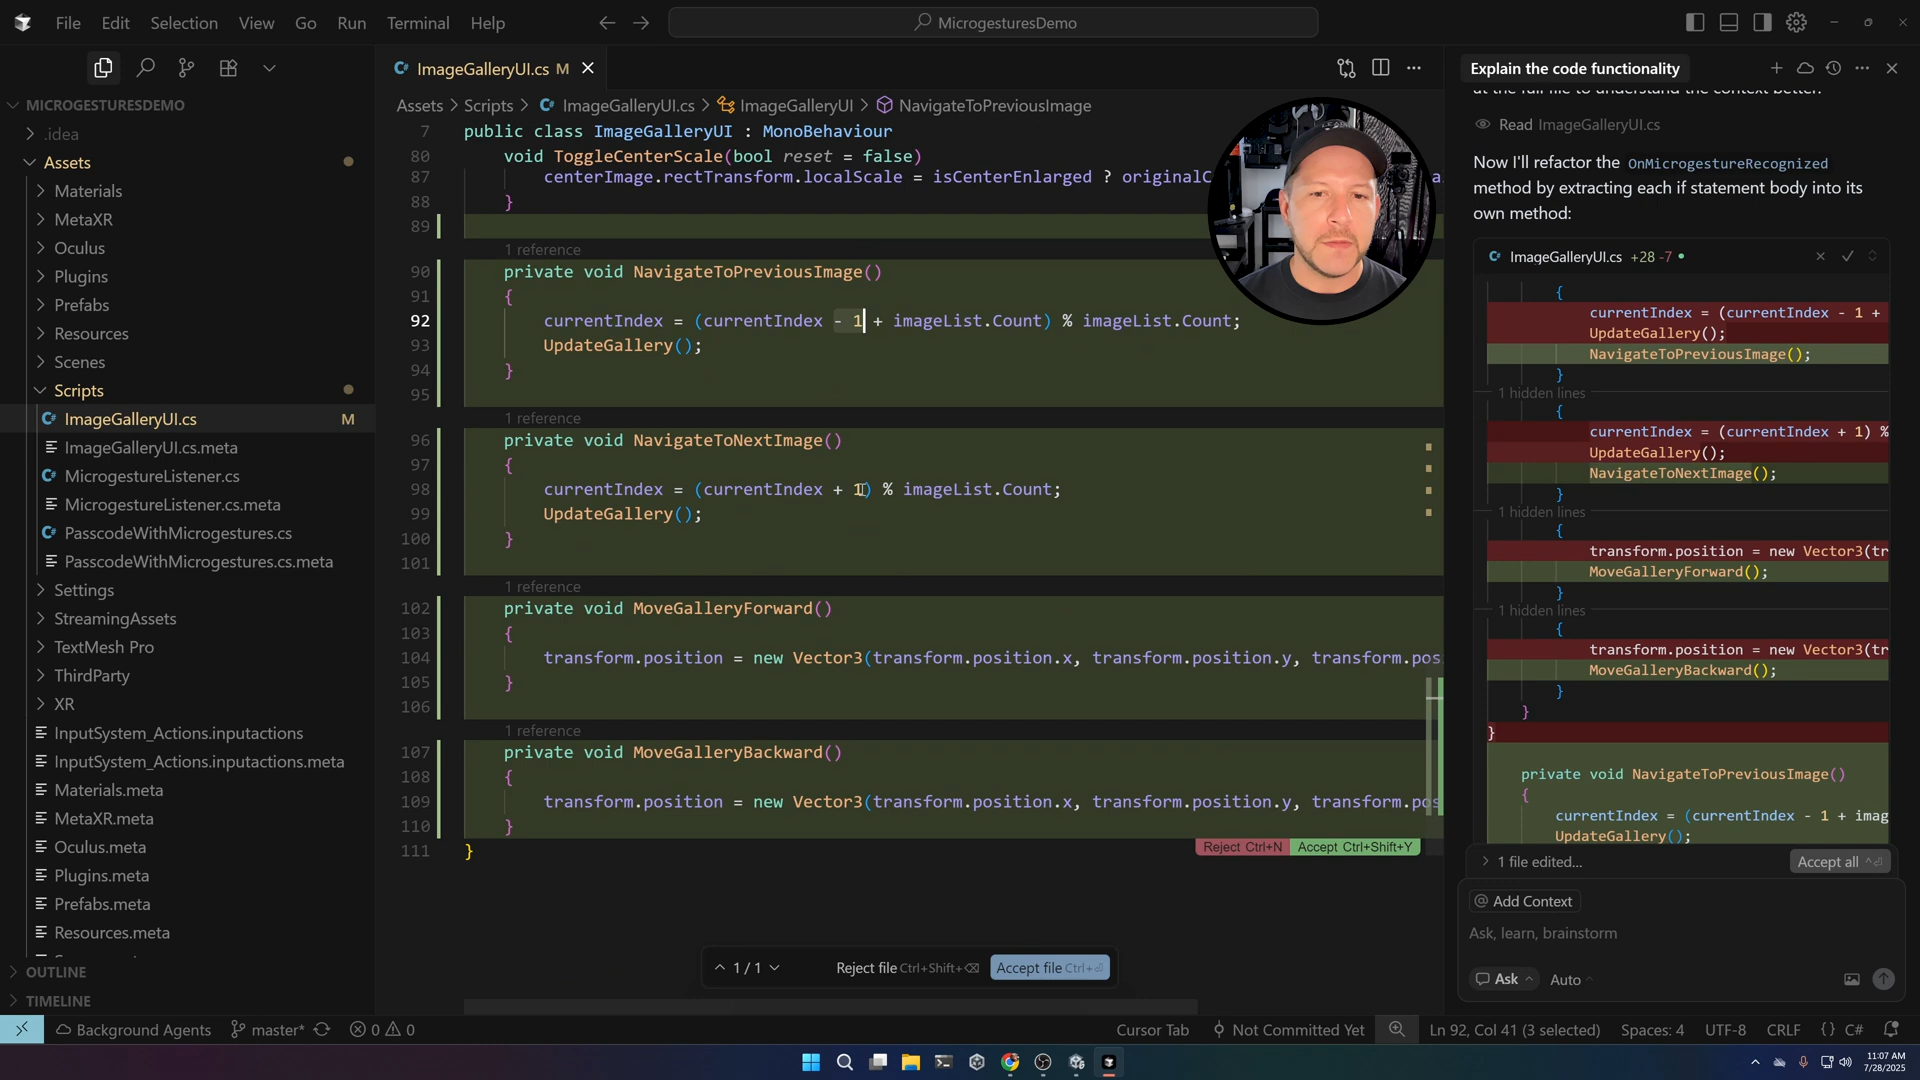 File Edit Selection View Go Run Terminal Help
MicrogesturesDemo
ImageGalleryUI.cs M
Assets > Scripts > ImageGalleryUI.cs > ImageGalleryUI > NavigateToPreviousImage
MICROGESTURESDEMO
.idea
Assets
Materials
MetaXR
Oculus
Plugins
Prefabs
Resources
Scenes
Scripts
ImageGalleryUI.cs M
ImageGalleryUI.cs.meta
MicrogestureListener.cs
MicrogestureListener.cs.meta
PasscodeWithMicrogestures.cs
PasscodeWithMicrogestures.cs.meta
Settings
StreamingAssets
TextMesh Pro
ThirdParty
XR
InputSystem_Actions.inputactions
InputSystem_Actions.inputactions.meta
Materials.meta
MetaXR.meta
Oculus.meta
Plugins.meta
Prefabs.meta
Resources.meta
OUTLINE
TIMELINE
7 public class ImageGalleryUI : MonoBehaviour
80 void ToggleCenterScale(bool reset = false)
87 centerImage.rectTransform.localScale = isCenterEnlarged ? originalC
88 }
89
1 reference
90 private void NavigateToPreviousImage()
91 {
92 currentIndex = (currentIndex - 1 + imageList.Count) % imageList.Count;
93 UpdateGallery();
94 }
95
1 reference
96 private void NavigateToNextImage()
97 {
98 currentIndex = (currentIndex + 1) % imageList.Count;
99 UpdateGallery();
100 }
101
1 reference
102 private void MoveGalleryForward()
103 {
104 transform.position = new Vector3(transform.position.x, transform.position.y, transform.pos
105 }
106
1 reference
107 private void MoveGalleryBackward()
108 {
109 transform.position = new Vector3(transform.position.x, transform.position.y, transform.pos
110 }
111 }
Reject Ctrl+N Accept Ctrl+Shift+Y
1 / 1 Reject file Ctrl+Shift+⌫ Accept file Ctrl+⏎
Explain the code functionality
at the full file to understand the context better.
Read ImageGalleryUI.cs
Now I'll refactor the OnMicrogestureRecognized
method by extracting each if statement body into its
own method:
ImageGalleryUI.cs +28 -7
{
currentIndex = (currentIndex - 1 +
UpdateGallery();
NavigateToPreviousImage();
}
1 hidden lines
{
currentIndex = (currentIndex + 1) %
UpdateGallery();
NavigateToNextImage();
}
1 hidden lines
{
transform.position = new Vector3(tr
MoveGalleryForward();
}
1 hidden lines
{
transform.position = new Vector3(tr
MoveGalleryBackward();
}
}
}
private void NavigateToPreviousImage()
{
currentIndex = (currentIndex - 1 + imag
UpdateGallery();
1 file edited... Accept all ^⏎
@ Add Context
Ask, learn, brainstorm
Ask Auto
Background Agents master* 0 0 Cursor Tab Not Committed Yet Ln 92, Col 41 (3 selected) Spaces: 4 UTF-8 CRLF {} C#
11:07 AM
7/28/2025